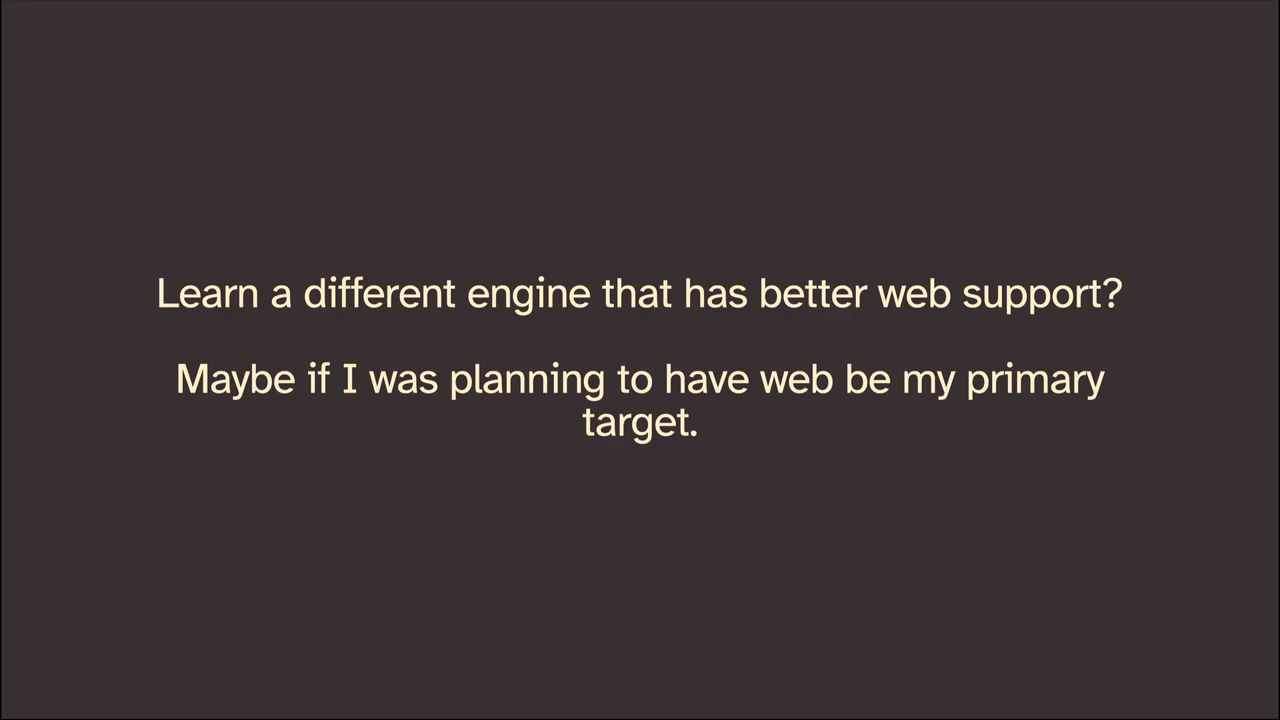 Learn a different engine that has better web support?
Maybe if I was planning to have web be my primary
target.